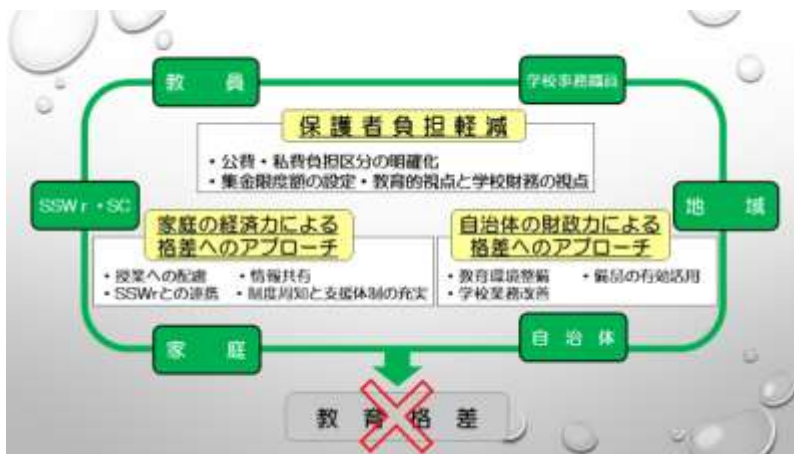 教員
学校事務職員
保護者負担軽減
・公費・私費負担区分の明確化
・集金限度額の設定・教育的視点と学校財務の視点
SSWr・SC
地域
家庭の経済力による
格差へのアプローチ
・授業への配慮 ・情報共有
・SSWrとの連携 ・制度周知と支援体制の充実
自治体の財政力による
格差へのアプローチ
・教育環境整備 ・備品の有効活用
・学校業務改善
家庭
自治体
教育格差